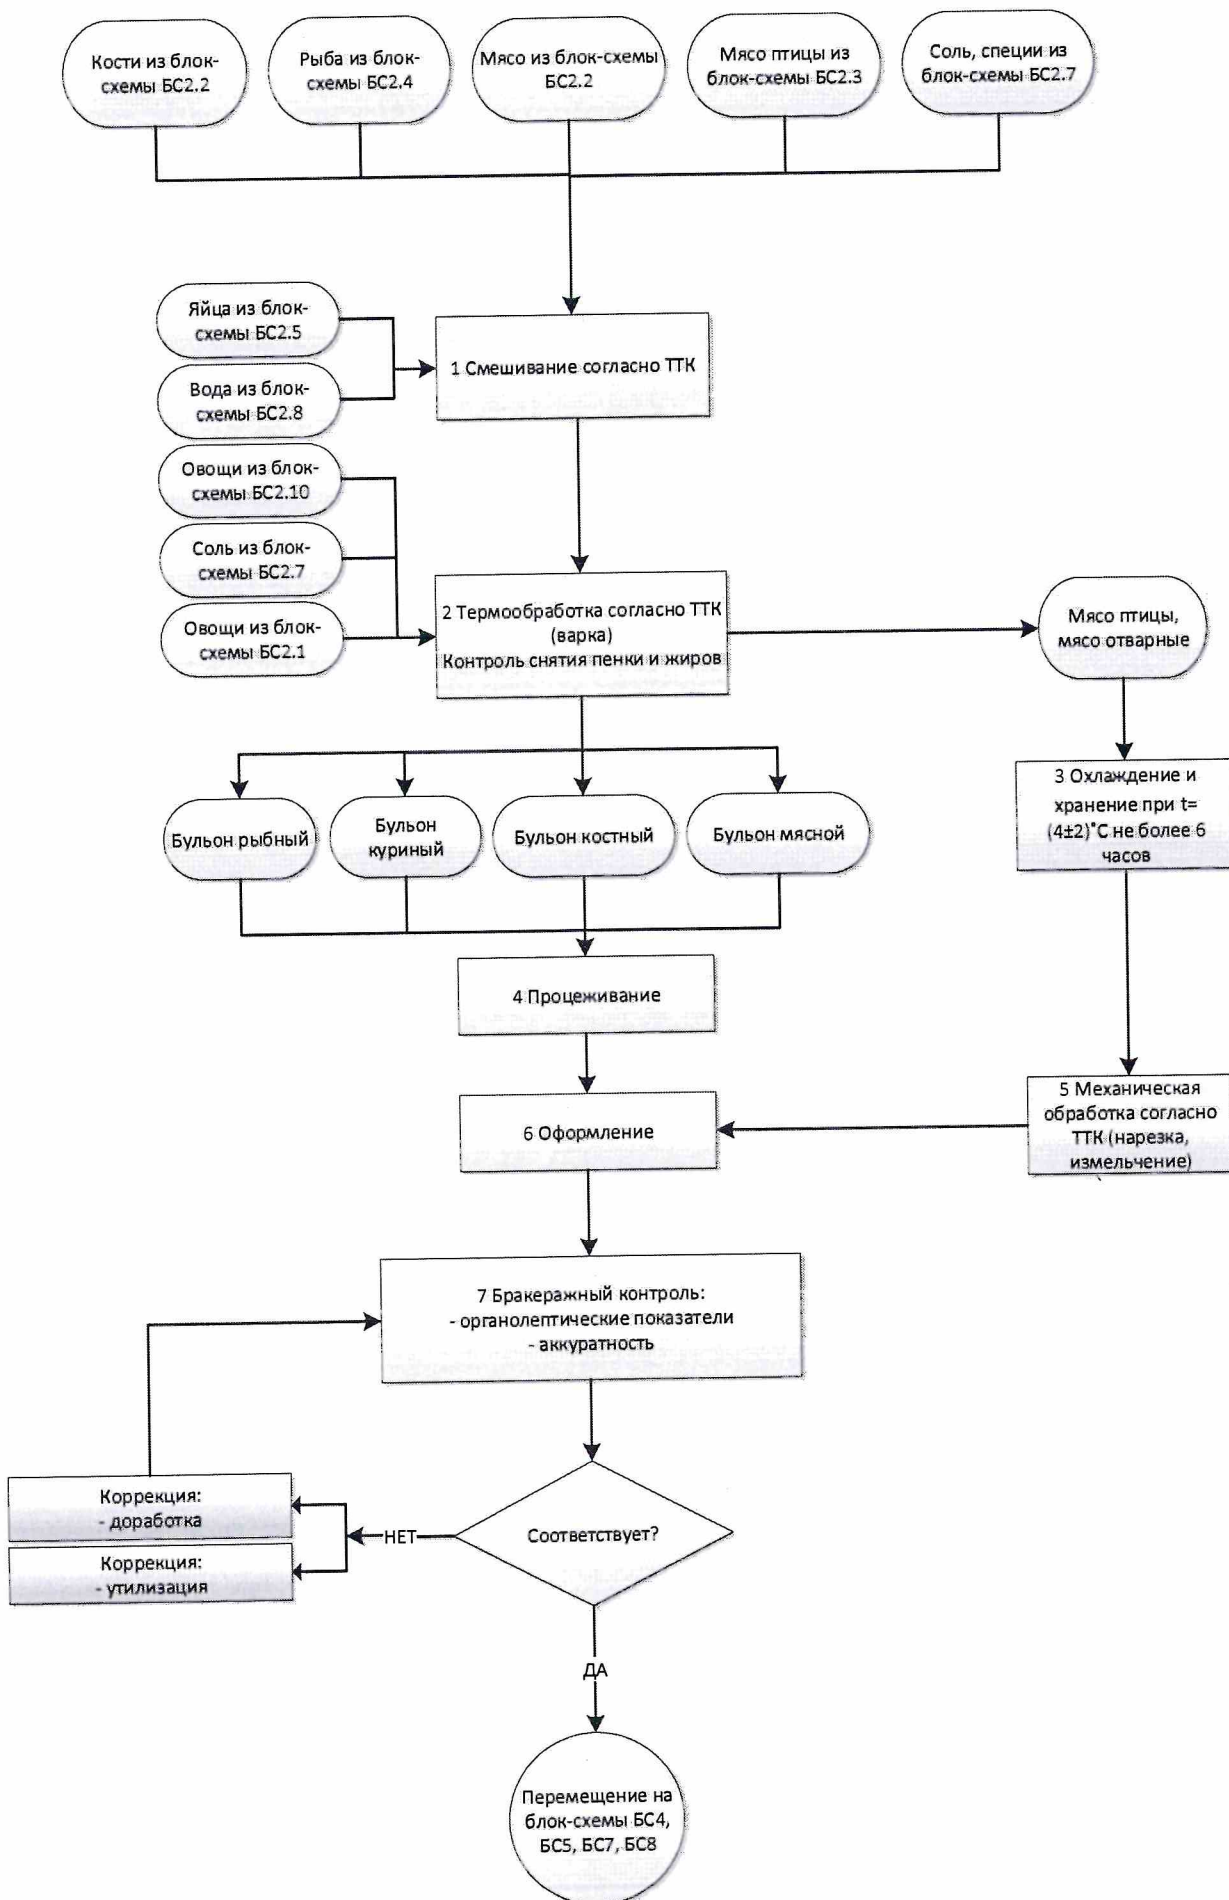 Кости из блок-
схемы БС2.2
Рыба из блок-
схемы БС2.4
Мясо из блок-схемы
БС2.2
Мясо птицы из
блок-схемы БС2.3
Соль, специи из
блок-схемы БС2.7
Яйца из блок-
схемы БС2.5
Вода из блок-
схемы БС2.8
1 Смешивание согласно ТТК
Овощи из блок-
схемы БС2.10
Соль из блок-
схемы БС2.7
Овощи из блок-
схемы БС2.1
2 Термообработка согласно ТТК
(варка)
Контроль снятия пенки и жиров
Мясо птицы,
мясо отварные
3 Охлаждение и
хранение при t=
(4±2)°С не более 6
часов
Бульон рыбный
Бульон
куриный
Бульон костный
Бульон мясной
4 Процеживание
5 Механическая
обработка согласно
ТТК (нарезка,
измельчение)
6 Оформление
7 Бракеражный контроль:
- органолептические показатели
- аккуратность
Коррекция:
- доработка
Коррекция:
- утилизация
НЕТ
Соответствует?
ДА
Перемещение на
блок-схемы БС4,
БС5, БС7, БС8